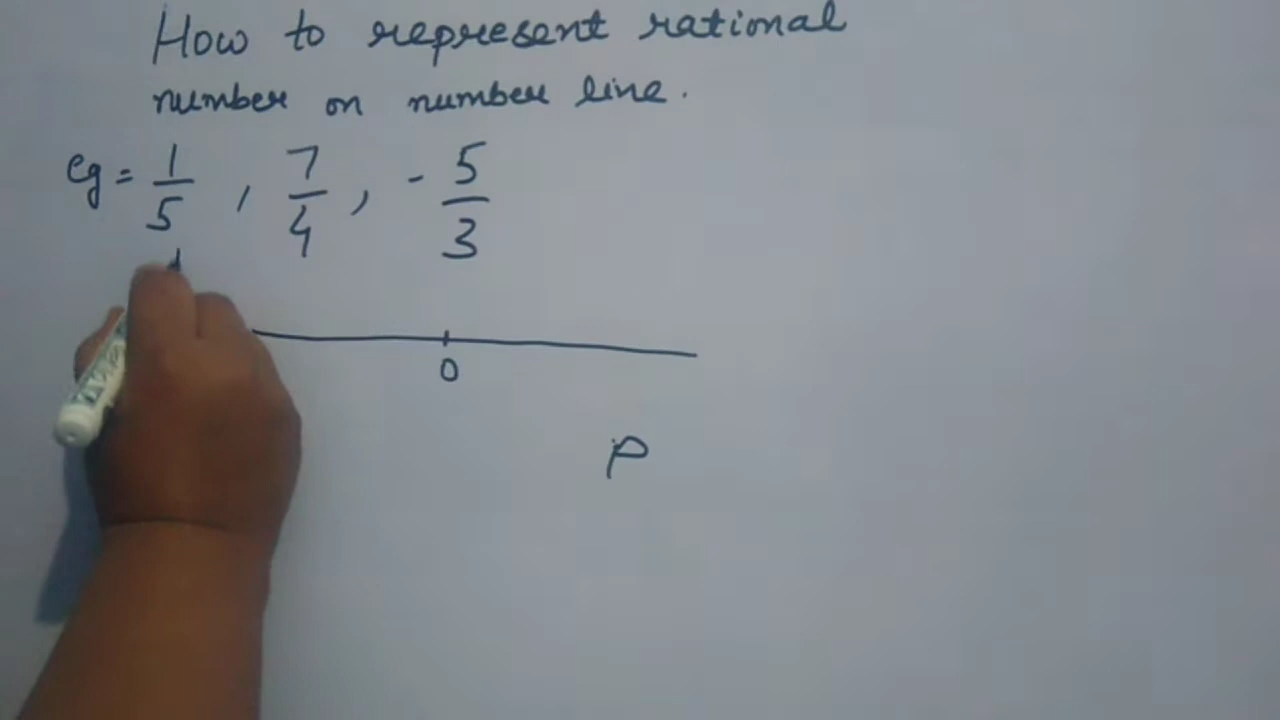 How to represent rational
number on number line.
eg = 1/5 , 7/4 , - 5/3
0
P